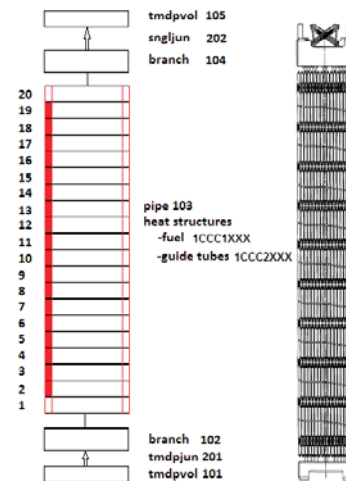 tmdpvol 105
sngljun 202
branch 104
20
19
18
17
16
15
14
13
12
11
10
9
8
7
6
5
4
3
2
1
pipe 103
heat structures
-fuel 1CCC1XXX
-guide tubes 1CCC2XXX
branch 102
tmdpjun 201
tmdpvol 101